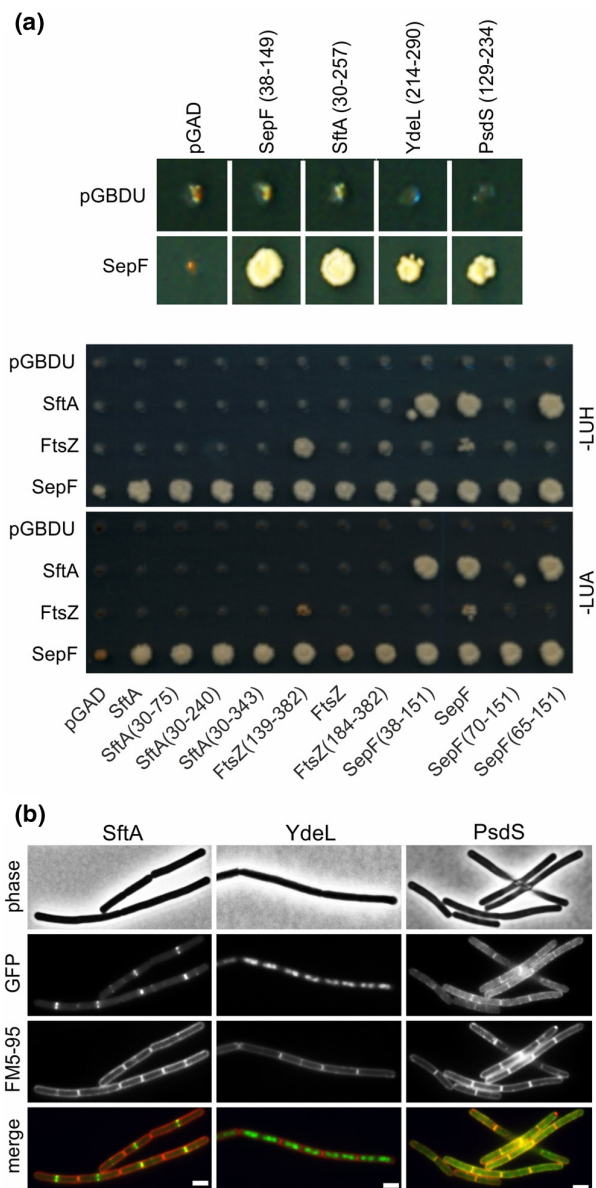 (a)
pGAD
SepF (38-149)
SftA (30-257)
YdeL (214-290)
PsdS (129-234)
pGBDU
SepF
pGBDU
SftA
FtsZ
SepF
-LUH
pGBDU
SftA
FtsZ
SepF
-LUA
pGAD
SftA
SftA(30-75)
SftA(30-240)
SftA(30-343)
FtsZ(139-382)
FtsZ
FtsZ(184-382)
SepF(38-151)
SepF
SepF(70-151)
SepF(65-151)
(b)
SftA
YdeL
PsdS
phase
GFP
FM5-95
merge